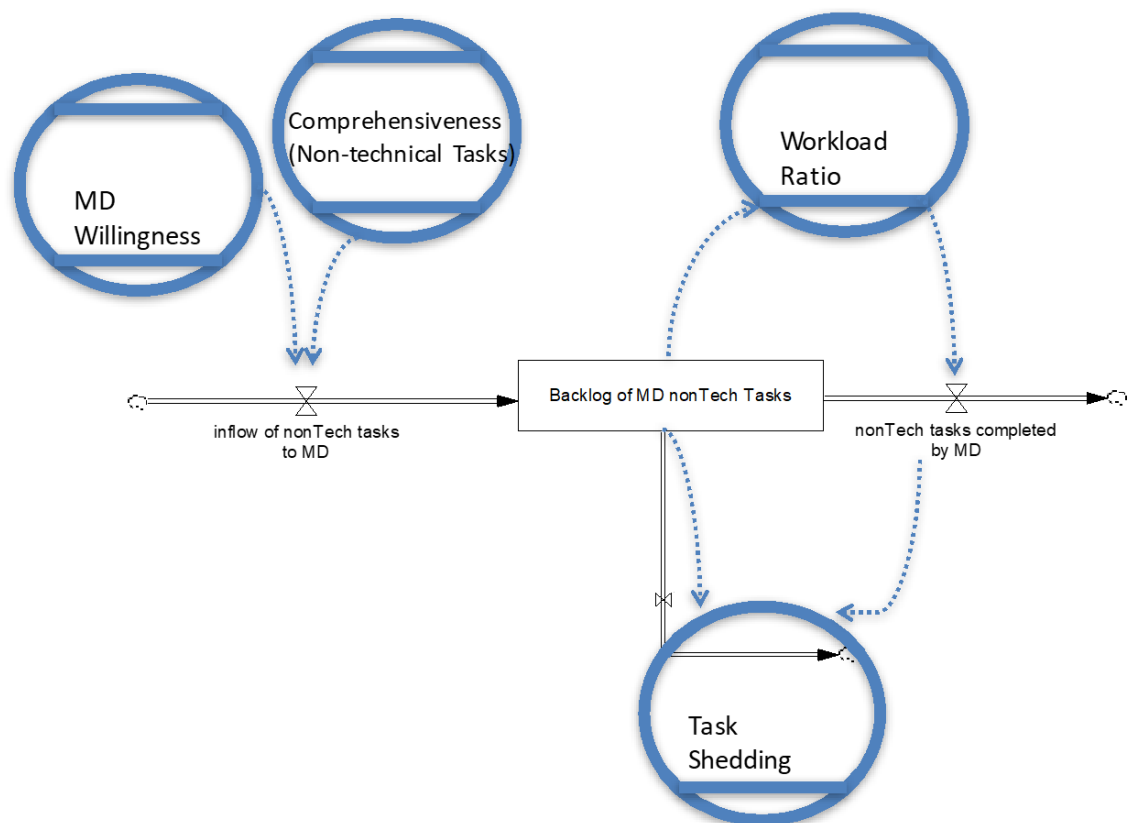 Comprehensiveness
(Non-technical Tasks)
MD
Willingness
Workload
Ratio
Backlog of MD nonTech Tasks
inflow of nonTech tasks
to MD
nonTech tasks completed
by MD
Task
Shedding